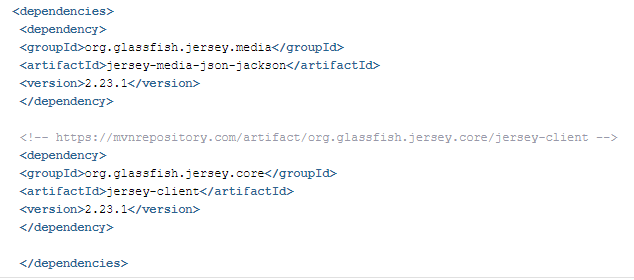 <dependencies>
<dependency>
<groupId>org.glassfish.jersey.media</groupId>
<artifactId>jersey-media-json-jackson</artifactId>
<version>2.23.1</version>
</dependency>
<!-- https://mvnrepository.com/artifact/org.glassfish.jersey.core/jersey-client -->
<dependency>
<groupId>org.glassfish.jersey.core</groupId>
<artifactId>jersey-client</artifactId>
<version>2.23.1</version>
</dependency>
</dependencies>